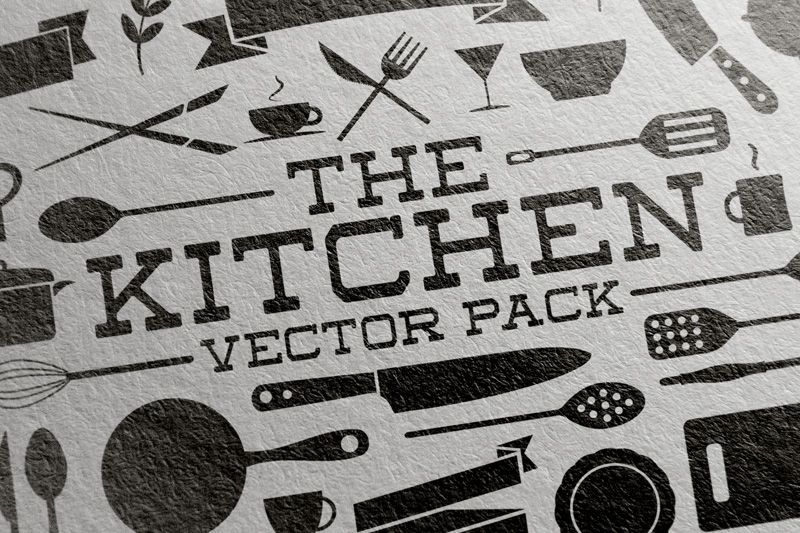 THE
KITCHEN
VECTOR PACK